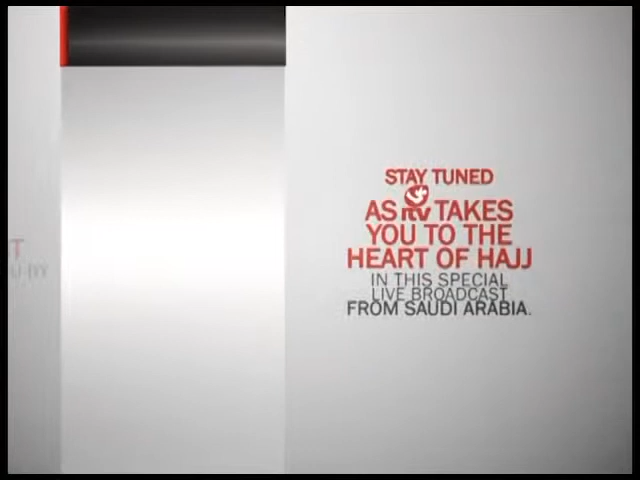 STAY TUNED
AS itv TAKES
YOU TO THE
HEART OF HAJJ
IN THIS SPECIAL
LIVE BROADCAST
FROM SAUDI ARABIA.